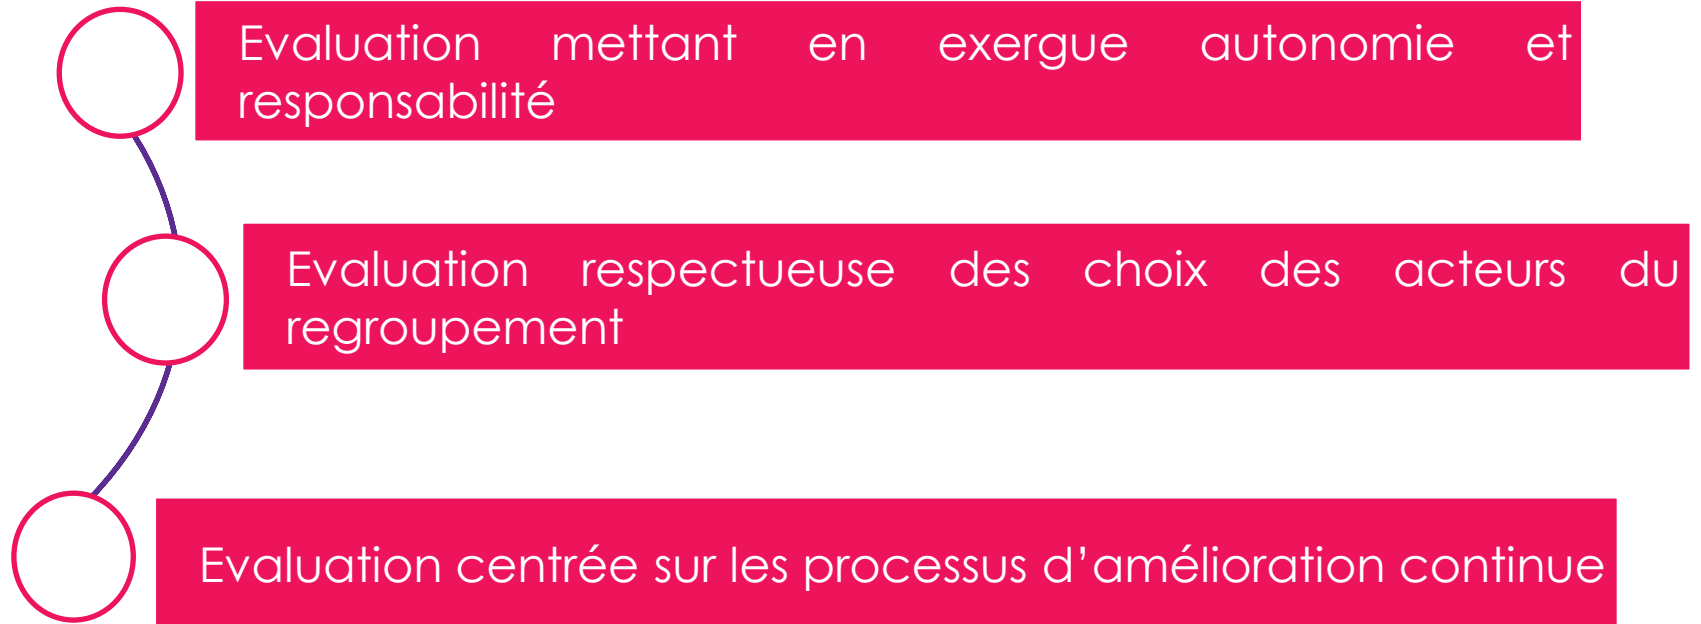 Evaluation mettant en exergue autonomie et
responsabilité
Evaluation respectueuse des choix des acteurs du
regroupement
Evaluation centrée sur les processus d’amélioration continue